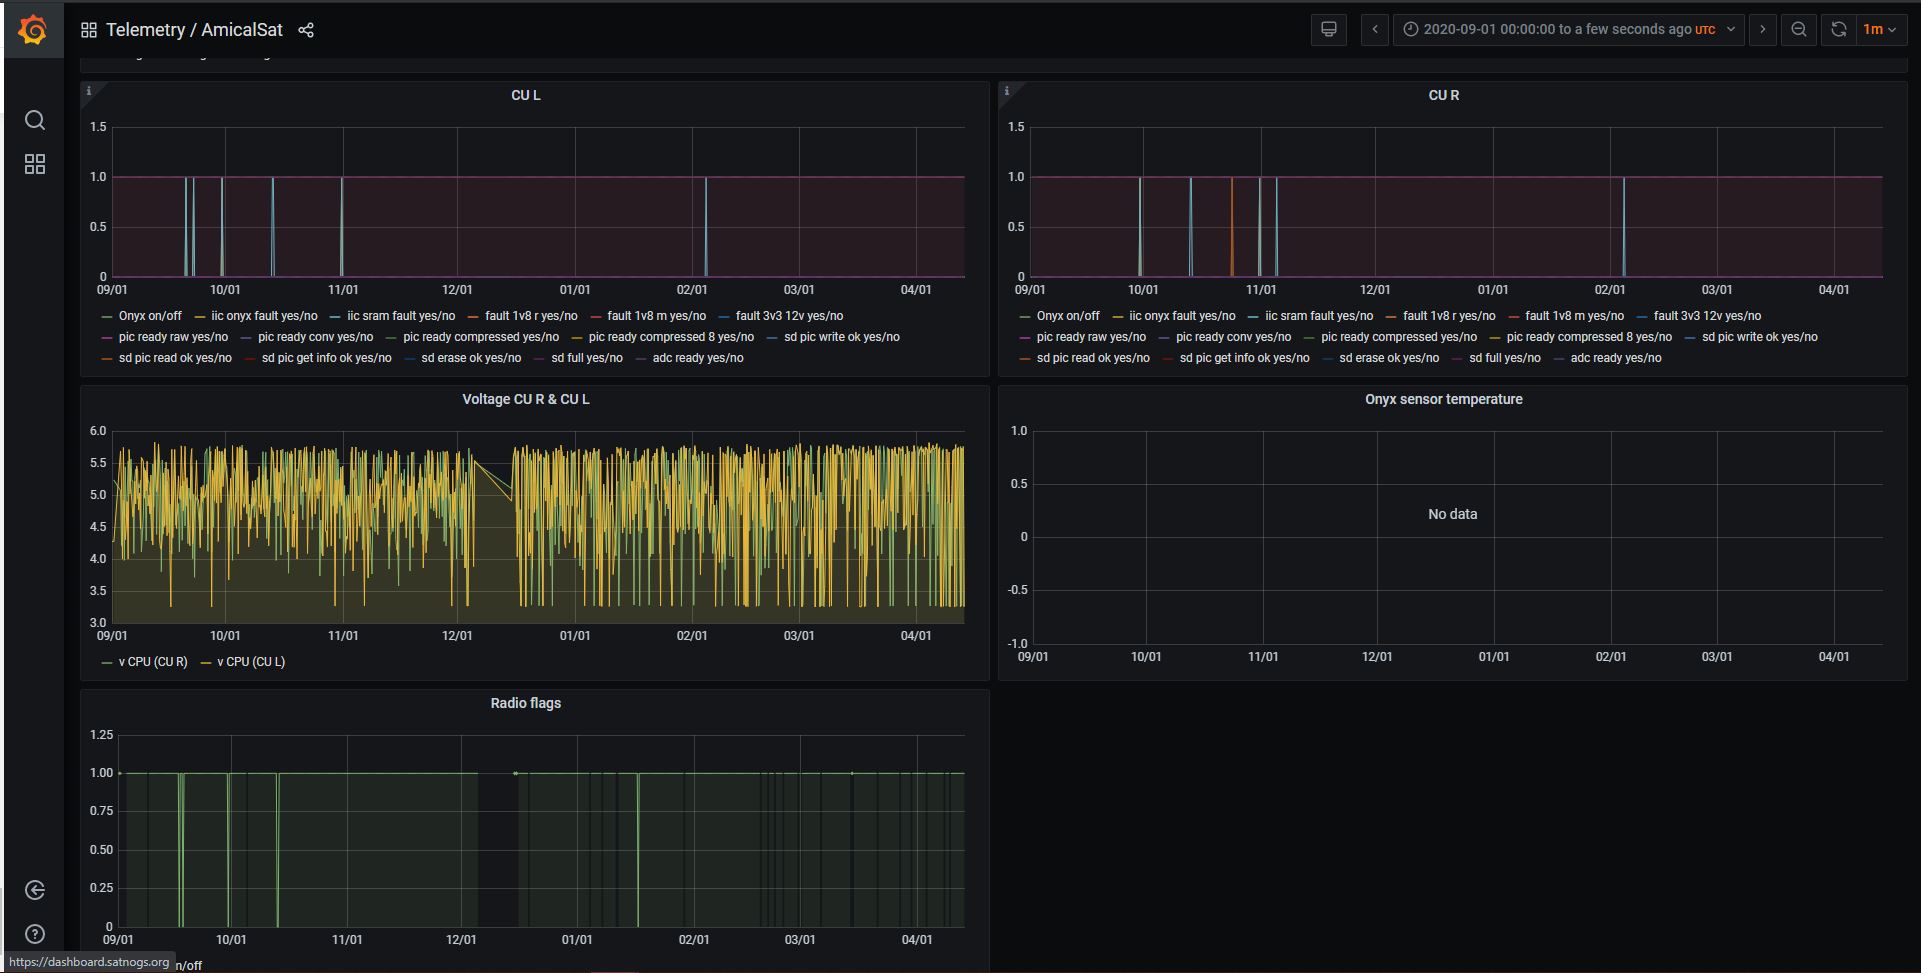 Telemetry / AmicalSat
2020-09-01 00:00:00 to a few seconds ago UTC
1m
CU L
1.5
1.0
0.5
0
09/01 10/01 11/01 12/01 01/01 02/01 03/01 04/01
Onyx on/off iic onyx fault yes/no iic sram fault yes/no fault 1v8 r yes/no fault 1v8 m yes/no fault 3v3 12v yes/no
pic ready raw yes/no pic ready conv yes/no pic ready compressed yes/no pic ready compressed 8 yes/no sd pic write ok yes/no
sd pic read ok yes/no sd pic get info ok yes/no sd erase ok yes/no sd full yes/no adc ready yes/no
CU R
1.5
1.0
0.5
0
09/01 10/01 11/01 12/01 01/01 02/01 03/01 04/01
Onyx on/off iic onyx fault yes/no iic sram fault yes/no fault 1v8 r yes/no fault 1v8 m yes/no fault 3v3 12v yes/no
pic ready raw yes/no pic ready conv yes/no pic ready compressed yes/no pic ready compressed 8 yes/no sd pic write ok yes/no
sd pic read ok yes/no sd pic get info ok yes/no sd erase ok yes/no sd full yes/no adc ready yes/no
Voltage CU R & CU L
6.0
5.5
5.0
4.5
4.0
3.5
3.0
09/01 10/01 11/01 12/01 01/01 02/01 03/01 04/01
v CPU (CU R) v CPU (CU L)
Onyx sensor temperature
1.0
0.5
No data
0
-0.5
-1.0
09/01 10/01 11/01 12/01 01/01 02/01 03/01 04/01
Radio flags
1.25
1.00
0.75
0.50
0.25
0
09/01 10/01 11/01 12/01 01/01 02/01 03/01 04/01
https://dashboard.satnogs.org n/off